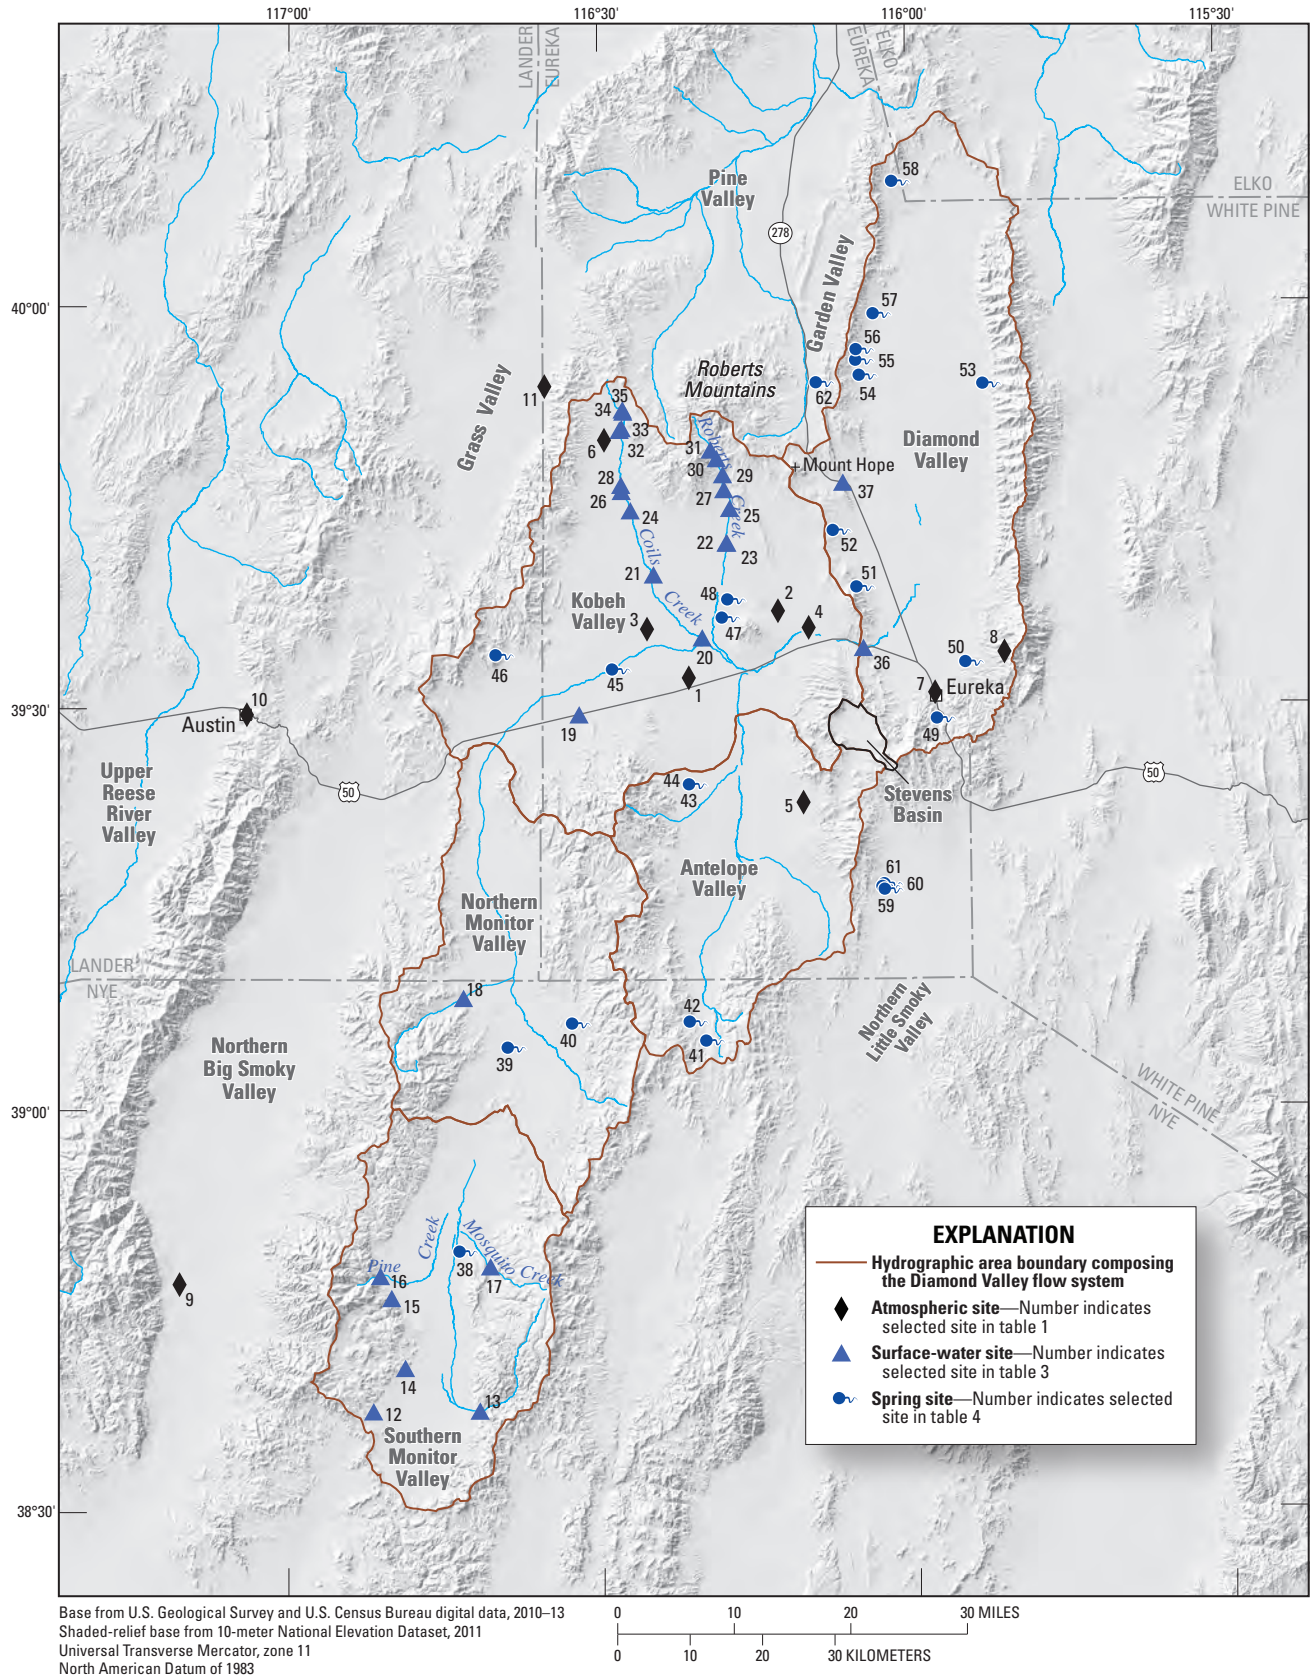 117°00'
116°30'
116°00'
115°30'
LANDER
EUREKA
EUREKA
ELKO
58
Pine
Valley
ELKO
WHITE PINE
278
Garden Valley
40°00'
57
56
55
54
53
62
Roberts
Mountains
11
Grass Valley
35
34
33
32
6
31
30
29
Roberts
Creek
Diamond
Valley
Mount Hope
28
26
27
37
24
25
Coils
Creek
22
23
52
21
51
48
2
Kobeh
Valley
3
47
4
46
20
36
50
8
45
1
7
Eureka
10
Austin
39°30'
19
49
50
50
Upper
Reese
River
Valley
44
43
5
Stevens
Basin
Antelope
Valley
61
60
59
Northern
Monitor
Valley
LANDER
NYE
18
42
40
41
39
Northern
Little Smoky
Valley
Northern
Big Smoky
Valley
WHITE PINE
NYE
39°00'
Pine
Creek
Mosquito Creek
38
16
17
15
9
14
12
13
Southern
Monitor
Valley
38°30'
EXPLANATION
Hydrographic area boundary composing
the Diamond Valley flow system
Atmospheric site—Number indicates
selected site in table 1
Surface-water site—Number indicates
selected site in table 3
Spring site—Number indicates selected
site in table 4
Base from U.S. Geological Survey and U.S. Census Bureau digital data, 2010–13
Shaded-relief base from 10-meter National Elevation Dataset, 2011
Universal Transverse Mercator, zone 11
North American Datum of 1983
0 10 20 30 MILES
0 10 20 30 KILOMETERS